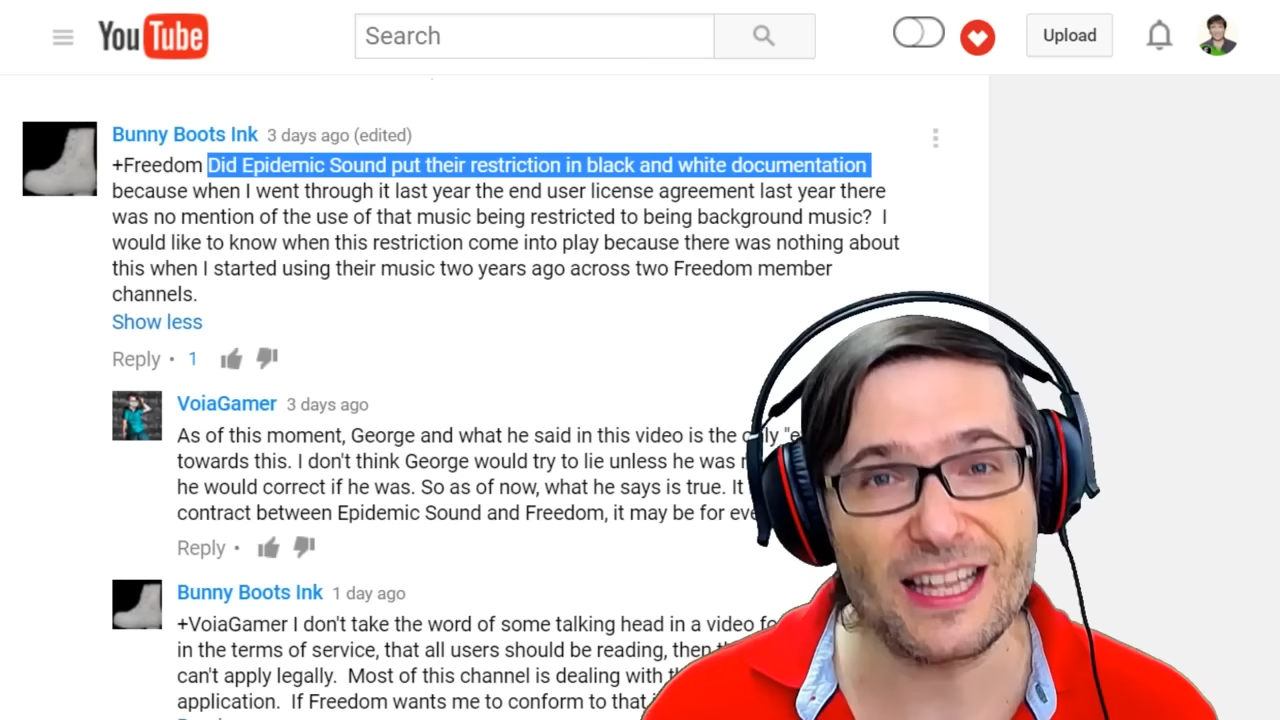 YouTube
Search
Upload
Bunny Boots Ink 3 days ago (edited)
+Freedom Did Epidemic Sound put their restriction in black and white documentation
because when I went through it last year the end user license agreement last year there
was no mention of the use of that music being restricted to being background music? I
would like to know when this restriction come into play because there was nothing about
this when I started using their music two years ago across two Freedom member
channels.
Show less
Reply • 1
VoiaGamer 3 days ago
As of this moment, George and what he said in this video is the
towards this. I don't think George would try to lie unless he was
he would correct if he was. So as of now, what he says is true. It
contract between Epidemic Sound and Freedom, it may be for
Reply •
Bunny Boots Ink 1 day ago
+VoiaGamer I don't take the word of some talking head in a video
in the terms of service, that all users should be reading, then
can't apply legally. Most of this channel is dealing with
application. If Freedom wants me to conform to that